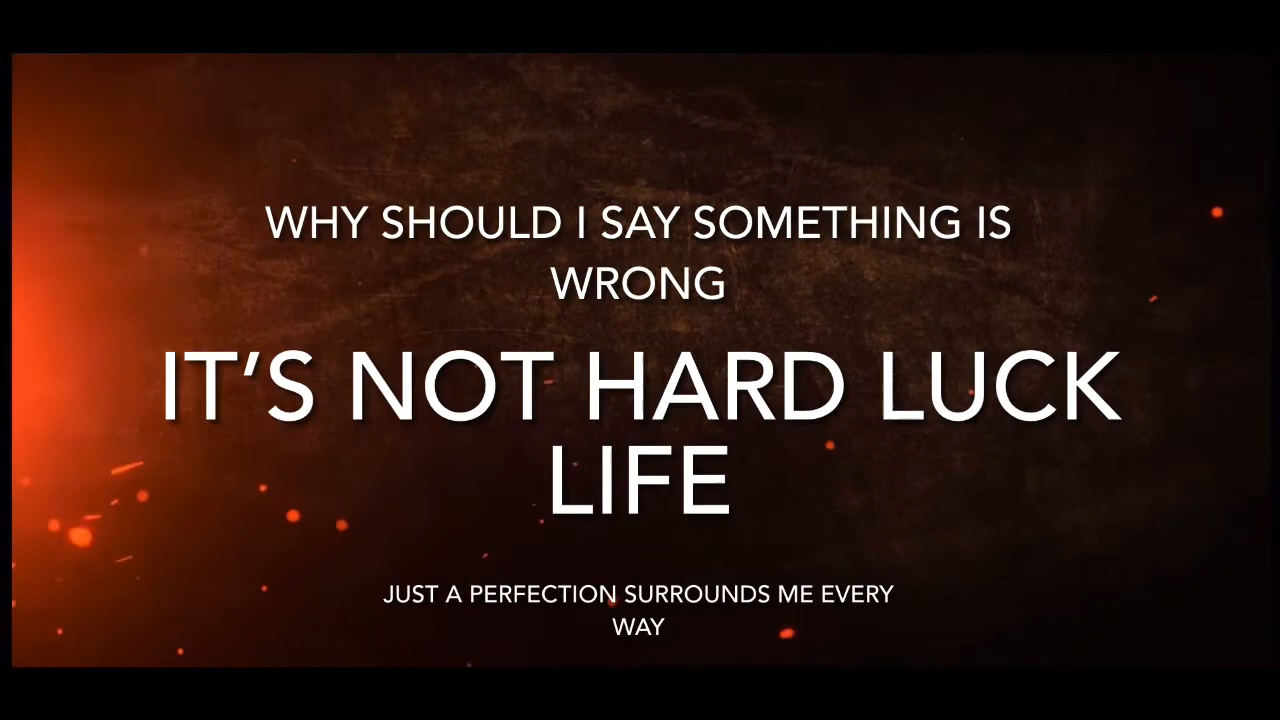 WHY SHOULD I SAY SOMETHING IS
WRONG
IT’S NOT HARD LUCK
LIFE
JUST A PERFECTION SURROUNDS ME EVERY
WAY